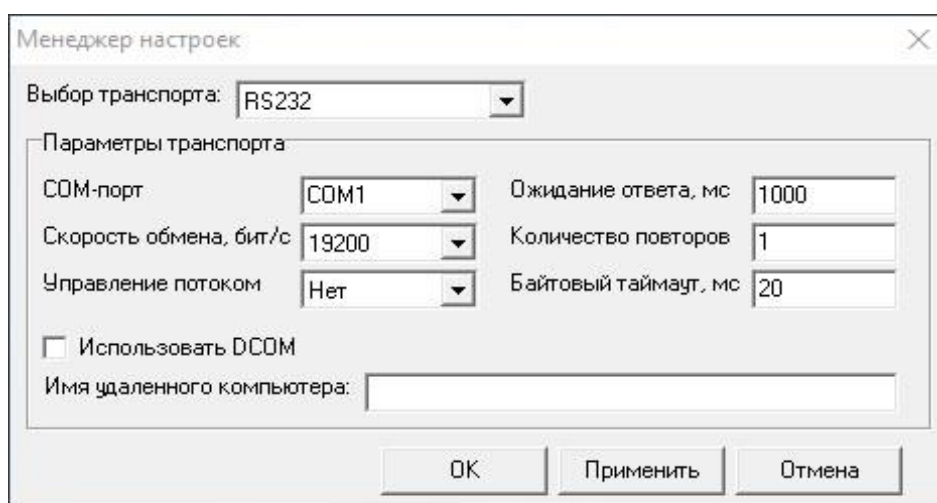 Менеджер настроек
Выбор транспорта: RS232
Параметры транспорта
COM-порт COM1 Ожидание ответа, мс 1000
Скорость обмена, бит/с 19200 Количество повторов 1
Управление потоком Нет Байтовый таймаут, мс 20
Использовать DCOM
Имя удаленного компьютера:
OK Применить Отмена